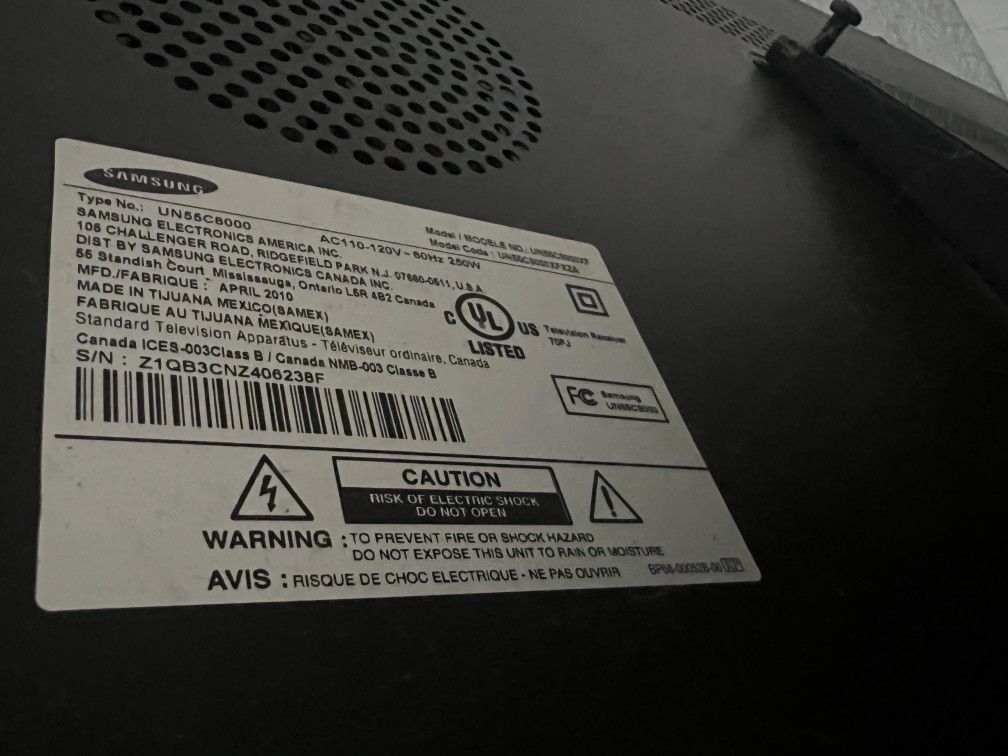 SAMSUNG
Type No.: UN55C8000
AC110-120V ~ 60Hz 250W
Model / MODELE NO.: UN55C8000XF
Model Code : UN55C8000XFXZA
SAMSUNG ELECTRONICS AMERICA INC.
105 CHALLENGER ROAD, RIDGEFIELD PARK N.J. 07660-0511, U.S.A.
DIST BY SAMSUNG ELECTRONICS CANADA INC.
55 Standish Court Mississauga, Ontario L5R 4B2 Canada
MFD./FABRIQUE : APRIL 2010
MADE IN TIJUANA MEXICO(SAMEX)
FABRIQUE AU TIJUANA MEXIQUE(SAMEX)
Standard Television Apparatus - Téléviseur ordinaire, Canada
Canada ICES-003Class B / Canada NMB-003 Classe B
S/N : Z1QB3CNZ406238F
C UL US
LISTED
Television Receiver
70FJ
FC Samsung
UN55C8000
CAUTION
RISK OF ELECTRIC SHOCK
DO NOT OPEN
WARNING : TO PREVENT FIRE OR SHOCK HAZARD
DO NOT EXPOSE THIS UNIT TO RAIN OR MOISTURE
AVIS : RISQUE DE CHOC ELECTRIQUE - NE PAS OUVRIR